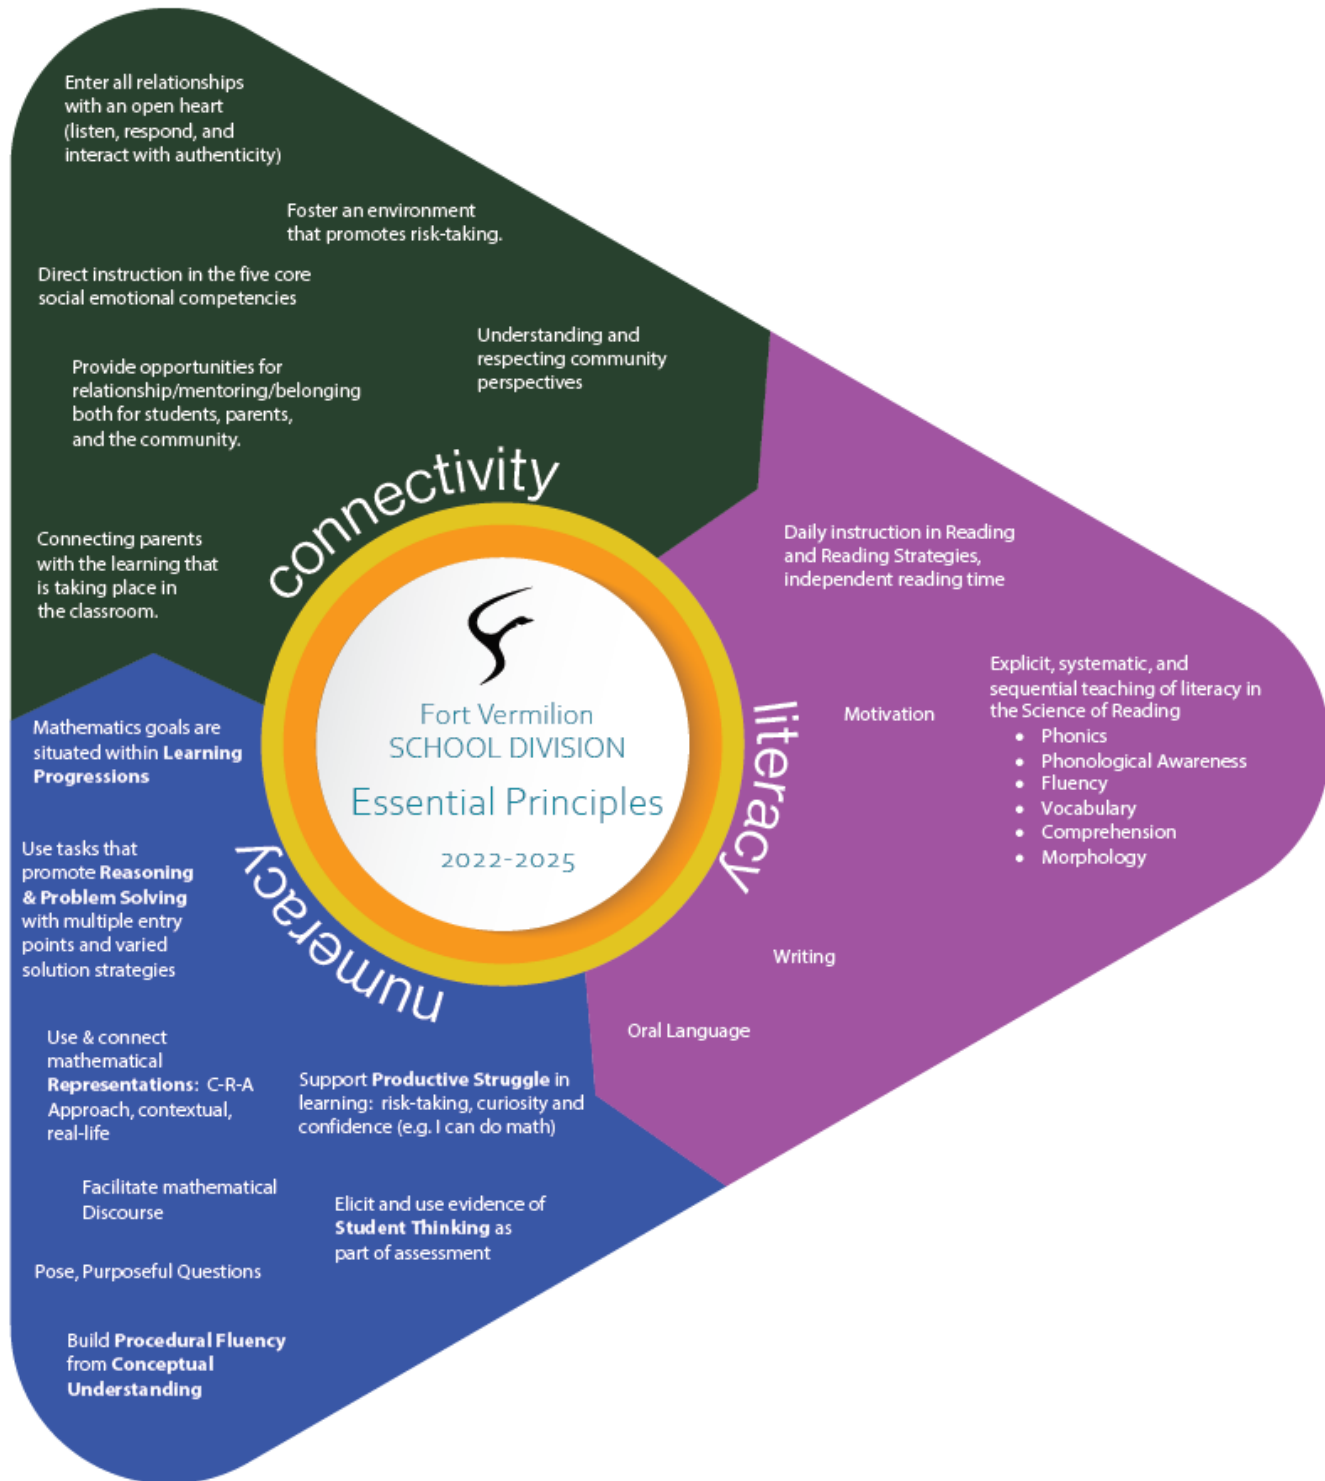 Enter all relationships
with an open heart
(listen, respond, and
interact with authenticity)
Foster an environment
that promotes risk-taking.
Direct instruction in the five core
social emotional competencies
Understanding and
respecting community
perspectives
Provide opportunities for
relationship/mentoring/belonging
both for students, parents,
and the community.
Connecting parents
with the learning that
is taking place in
the classroom.
connectivity
Fort Vermilion
SCHOOL DIVISION
Essential Principles
2022-2025
literacy
Daily instruction in Reading
and Reading Strategies,
independent reading time
Motivation
Explicit, systematic, and
sequential teaching of literacy in
the Science of Reading
• Phonics
• Phonological Awareness
• Fluency
• Vocabulary
• Comprehension
• Morphology
Writing
Oral Language
numeracy
Mathematics goals are
situated within Learning
Progressions
Use tasks that
promote Reasoning
& Problem Solving
with multiple entry
points and varied
solution strategies
Use & connect
mathematical
Representations: C-R-A
Approach, contextual,
real-life
Support Productive Struggle in
learning: risk-taking, curiosity and
confidence (e.g. I can do math)
Facilitate mathematical
Discourse
Elicit and use evidence of
Student Thinking as
part of assessment
Pose, Purposeful Questions
Build Procedural Fluency
from Conceptual
Understanding